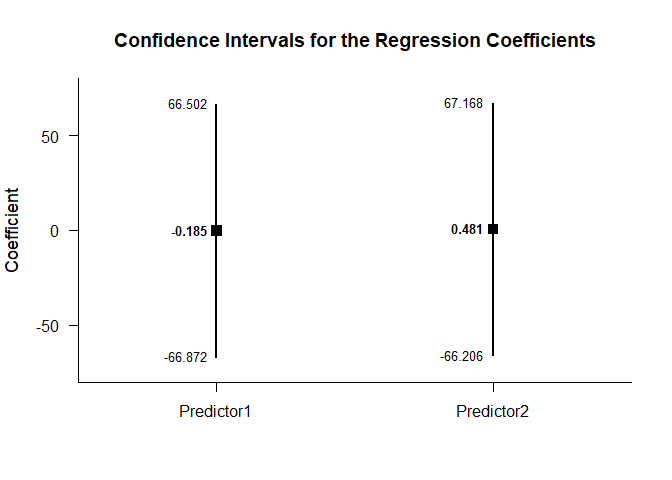 Confidence Intervals for the Regression Coefficients
66.502
67.168
50
Coefficient
0
-0.185
0.481
-50
-66.872
-66.206
Predictor1
Predictor2